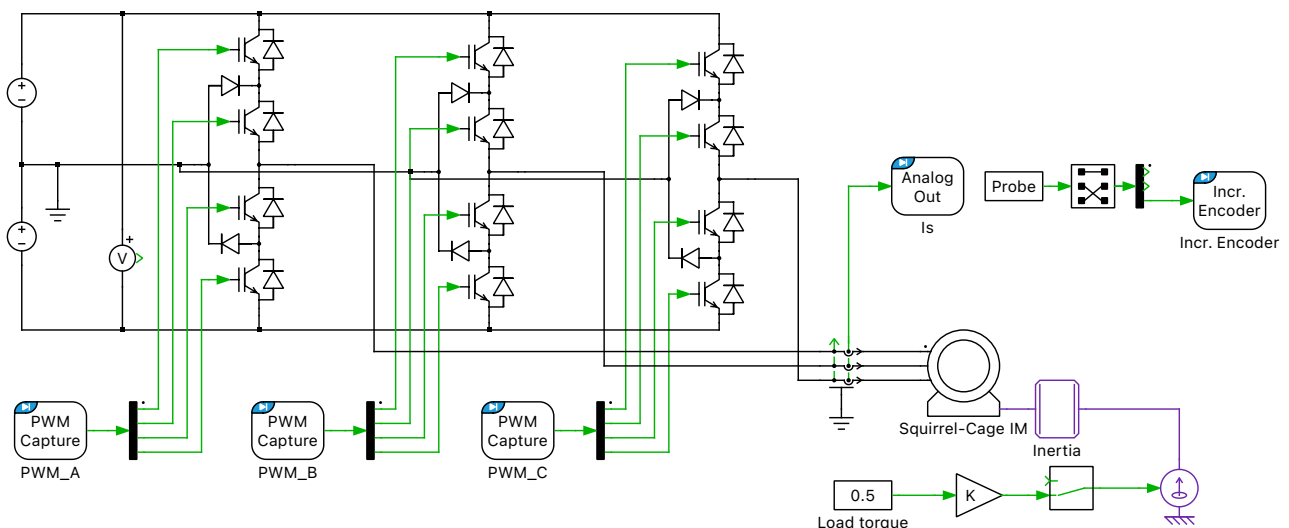 V
Analog
Out
Is
Probe
Incr.
Encoder
Incr. Encoder
PWM
Capture
PWM_A
PWM
Capture
PWM_B
PWM
Capture
PWM_C
Squirrel-Cage IM
Inertia
0.5
Load torque
K